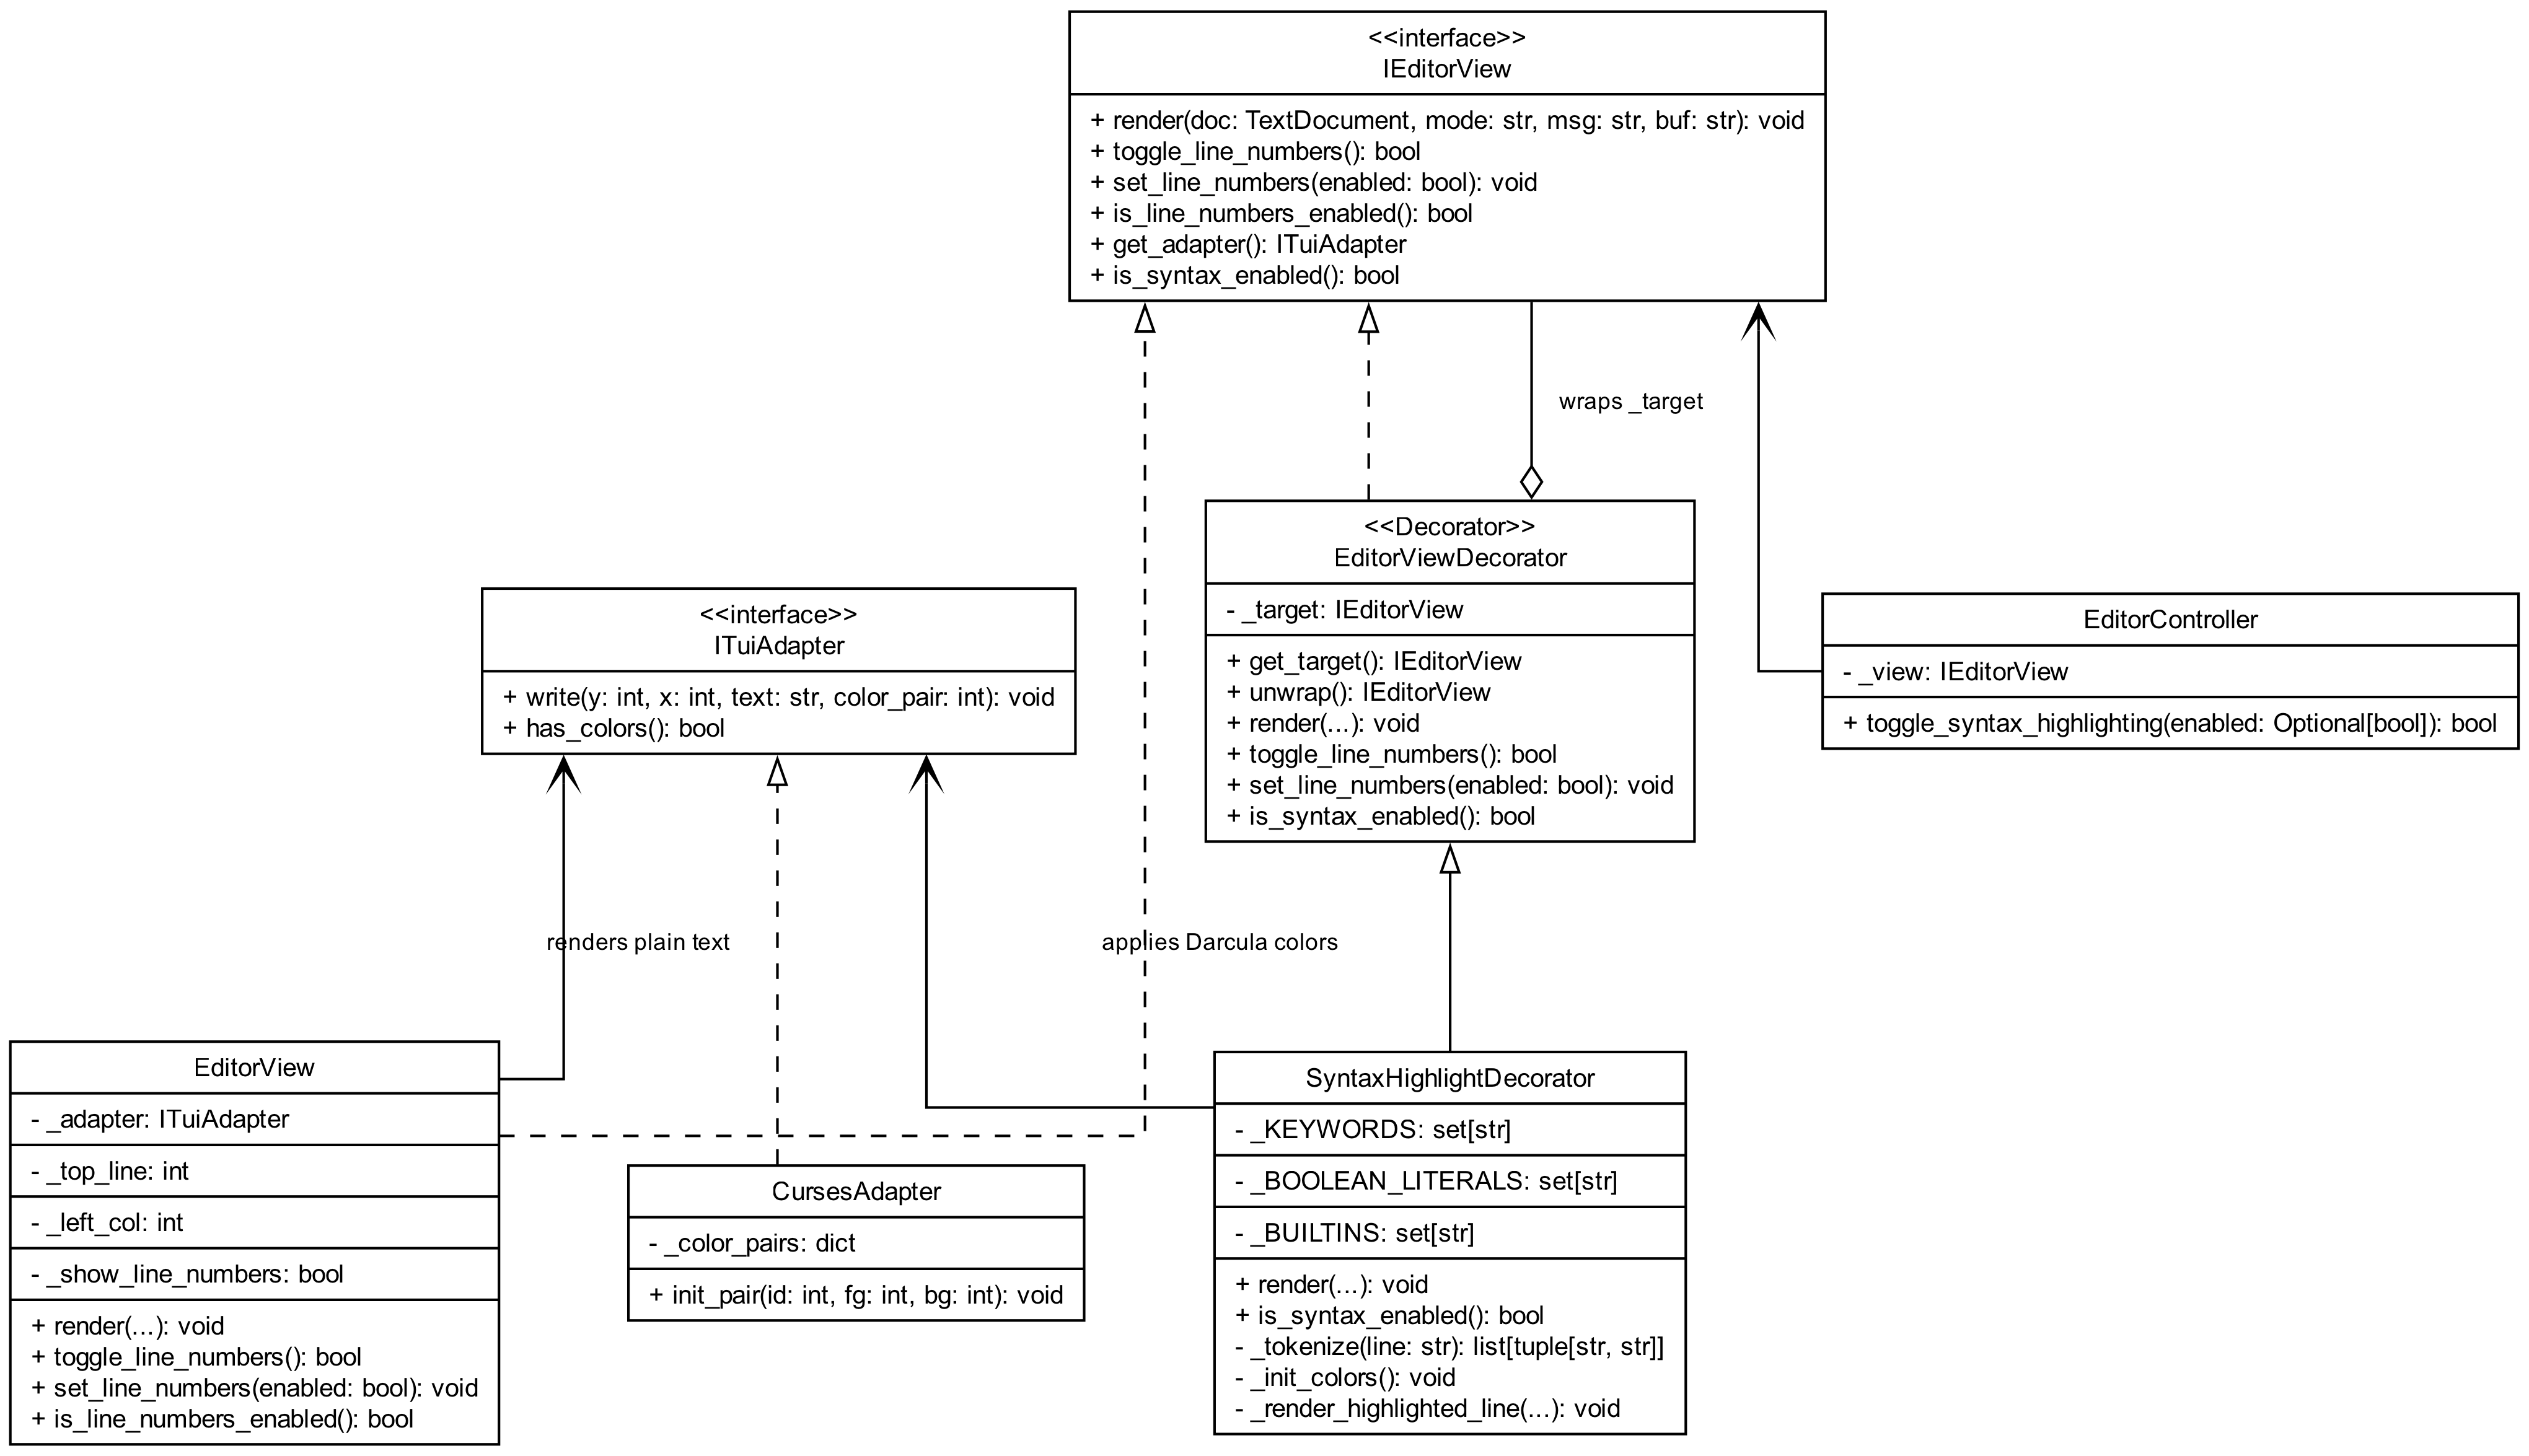 <<interface>>
IEditorView
+ render(doc: TextDocument, mode: str, msg: str, buf: str): void
+ toggle_line_numbers(): bool
+ set_line_numbers(enabled: bool): void
+ is_line_numbers_enabled(): bool
+ get_adapter(): ITuiAdapter
+ is_syntax_enabled(): bool
wraps _target
<<interface>>
ITuiAdapter
+ write(y: int, x: int, text: str, color_pair: int): void
+ has_colors(): bool
<<Decorator>>
EditorViewDecorator
- _target: IEditorView
+ get_target(): IEditorView
+ unwrap(): IEditorView
+ render(...): void
+ toggle_line_numbers(): bool
+ set_line_numbers(enabled: bool): void
+ is_syntax_enabled(): bool
EditorController
- _view: IEditorView
+ toggle_syntax_highlighting(enabled: Optional[bool]): bool
renders plain text
applies Darcula colors
EditorView
- _adapter: ITuiAdapter
- _top_line: int
- _left_col: int
- _show_line_numbers: bool
+ render(...): void
+ toggle_line_numbers(): bool
+ set_line_numbers(enabled: bool): void
+ is_line_numbers_enabled(): bool
CursesAdapter
- _color_pairs: dict
+ init_pair(id: int, fg: int, bg: int): void
SyntaxHighlightDecorator
- _KEYWORDS: set[str]
- _BOOLEAN_LITERALS: set[str]
- _BUILTINS: set[str]
+ render(...): void
+ is_syntax_enabled(): bool
- _tokenize(line: str): list[tuple[str, str]]
- _init_colors(): void
- _render_highlighted_line(...): void